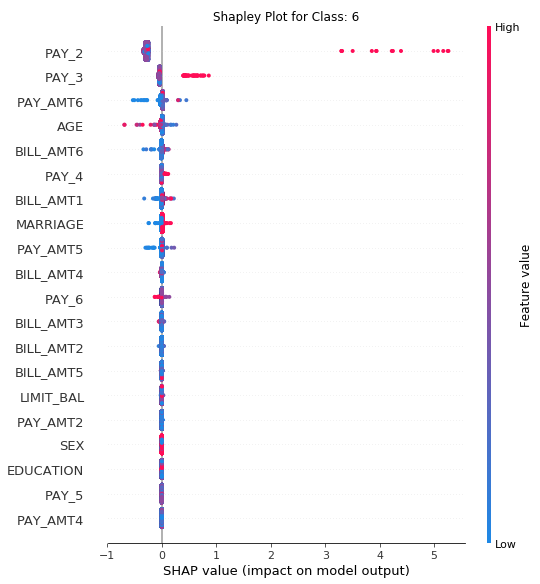 Shapley Plot for Class: 6
High
PAY_2
PAY_3
PAY_AMT6
AGE
BILL_AMT6
PAY_4
BILL_AMT1
MARRIAGE
PAY_AMT5
BILL_AMT4
PAY_6
BILL_AMT3
BILL_AMT2
BILL_AMT5
LIMIT_BAL
PAY_AMT2
SEX
EDUCATION
PAY_5
PAY_AMT4
Feature value
Low
−1 0 1 2 3 4 5
SHAP value (impact on model output)